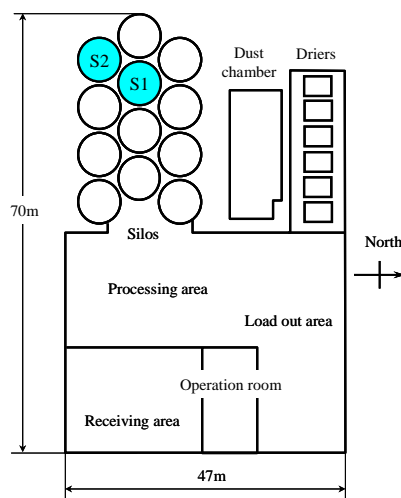 Dust
chamber
Driers
S2
S1
70m
Silos
North
Processing area
Load out area
Operation room
Receiving area
47m